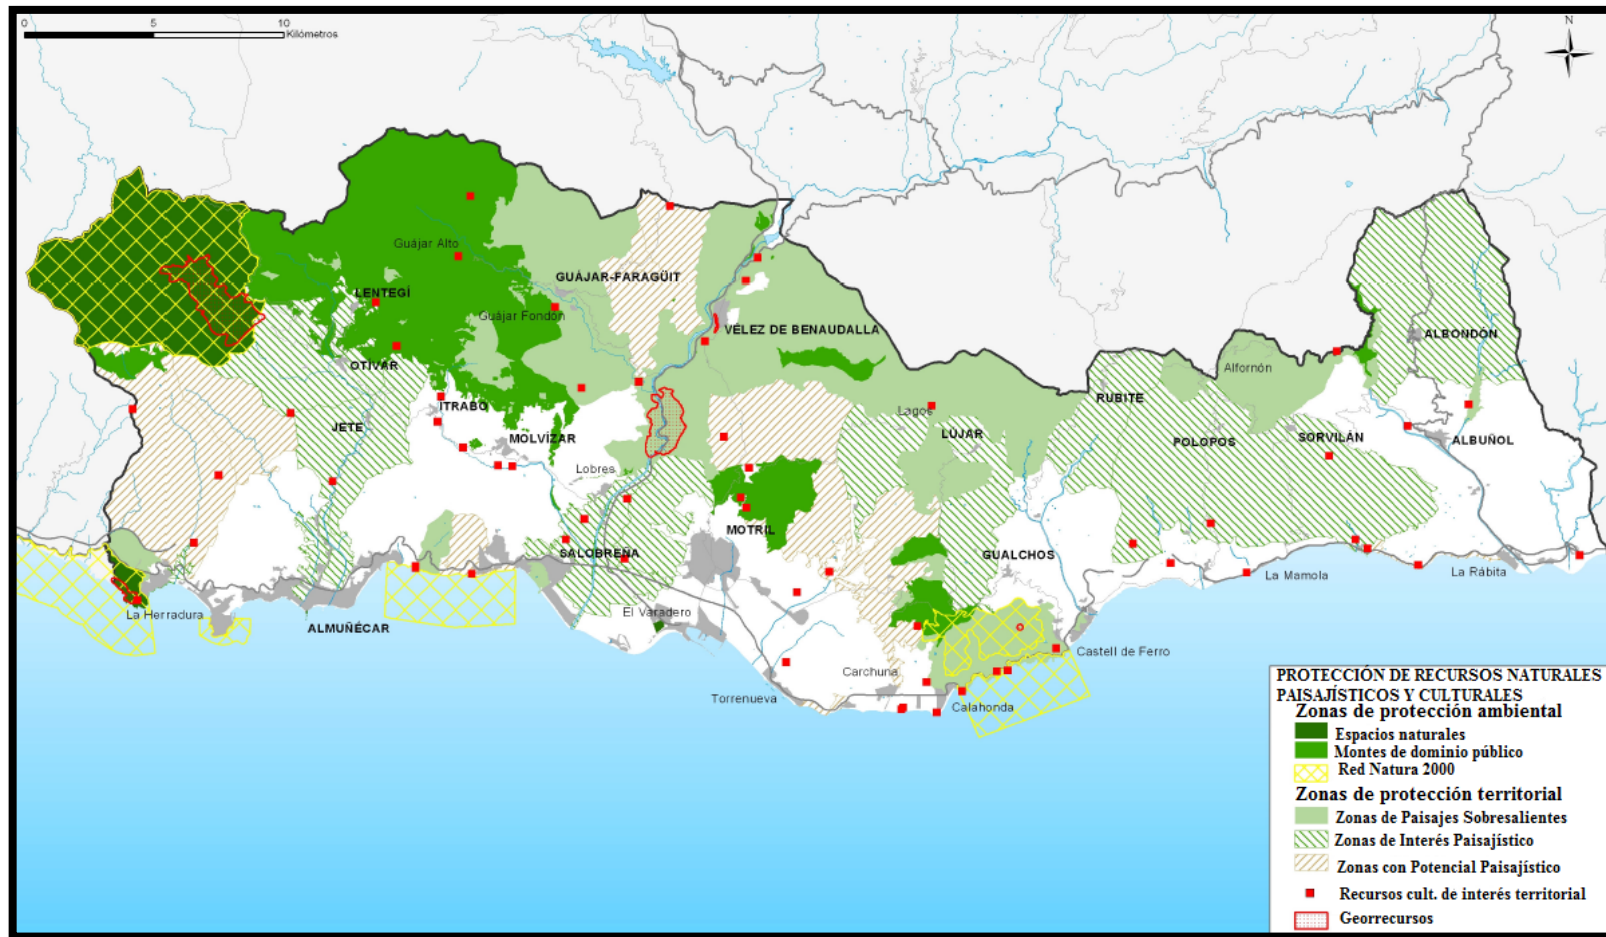 0 5 10
Kilómetros
N
Guájar Alto
GUÁJAR-FARAGÜIT
LENTEGÍ
Guájar Fondón
VÉLEZ DE BENAUDALLA
ALBONDÓN
OTÍVAR
Alfornón
RUBITE
ÍTRABO
Lagos
JETE
MOLVÍZAR
LÚJAR
POLOPOS
SORVILÁN
ALBUÑOL
Lobres
MOTRIL
SALOBREÑA
GUALCHOS
La Mamola
La Rábita
La Herradura
El Varadero
ALMUÑÉCAR
Castell de Ferro
Carchuna
Torrenueva
Calahonda
PROTECCIÓN DE RECURSOS NATURALES
PAISAJÍSTICOS Y CULTURALES
Zonas de protección ambiental
Espacios naturales
Montes de dominio público
Red Natura 2000
Zonas de protección territorial
Zonas de Paisajes Sobresalientes
Zonas de Interés Paisajístico
Zonas con Potencial Paisajístico
Recursos cult. de interés territorial
Georrecursos